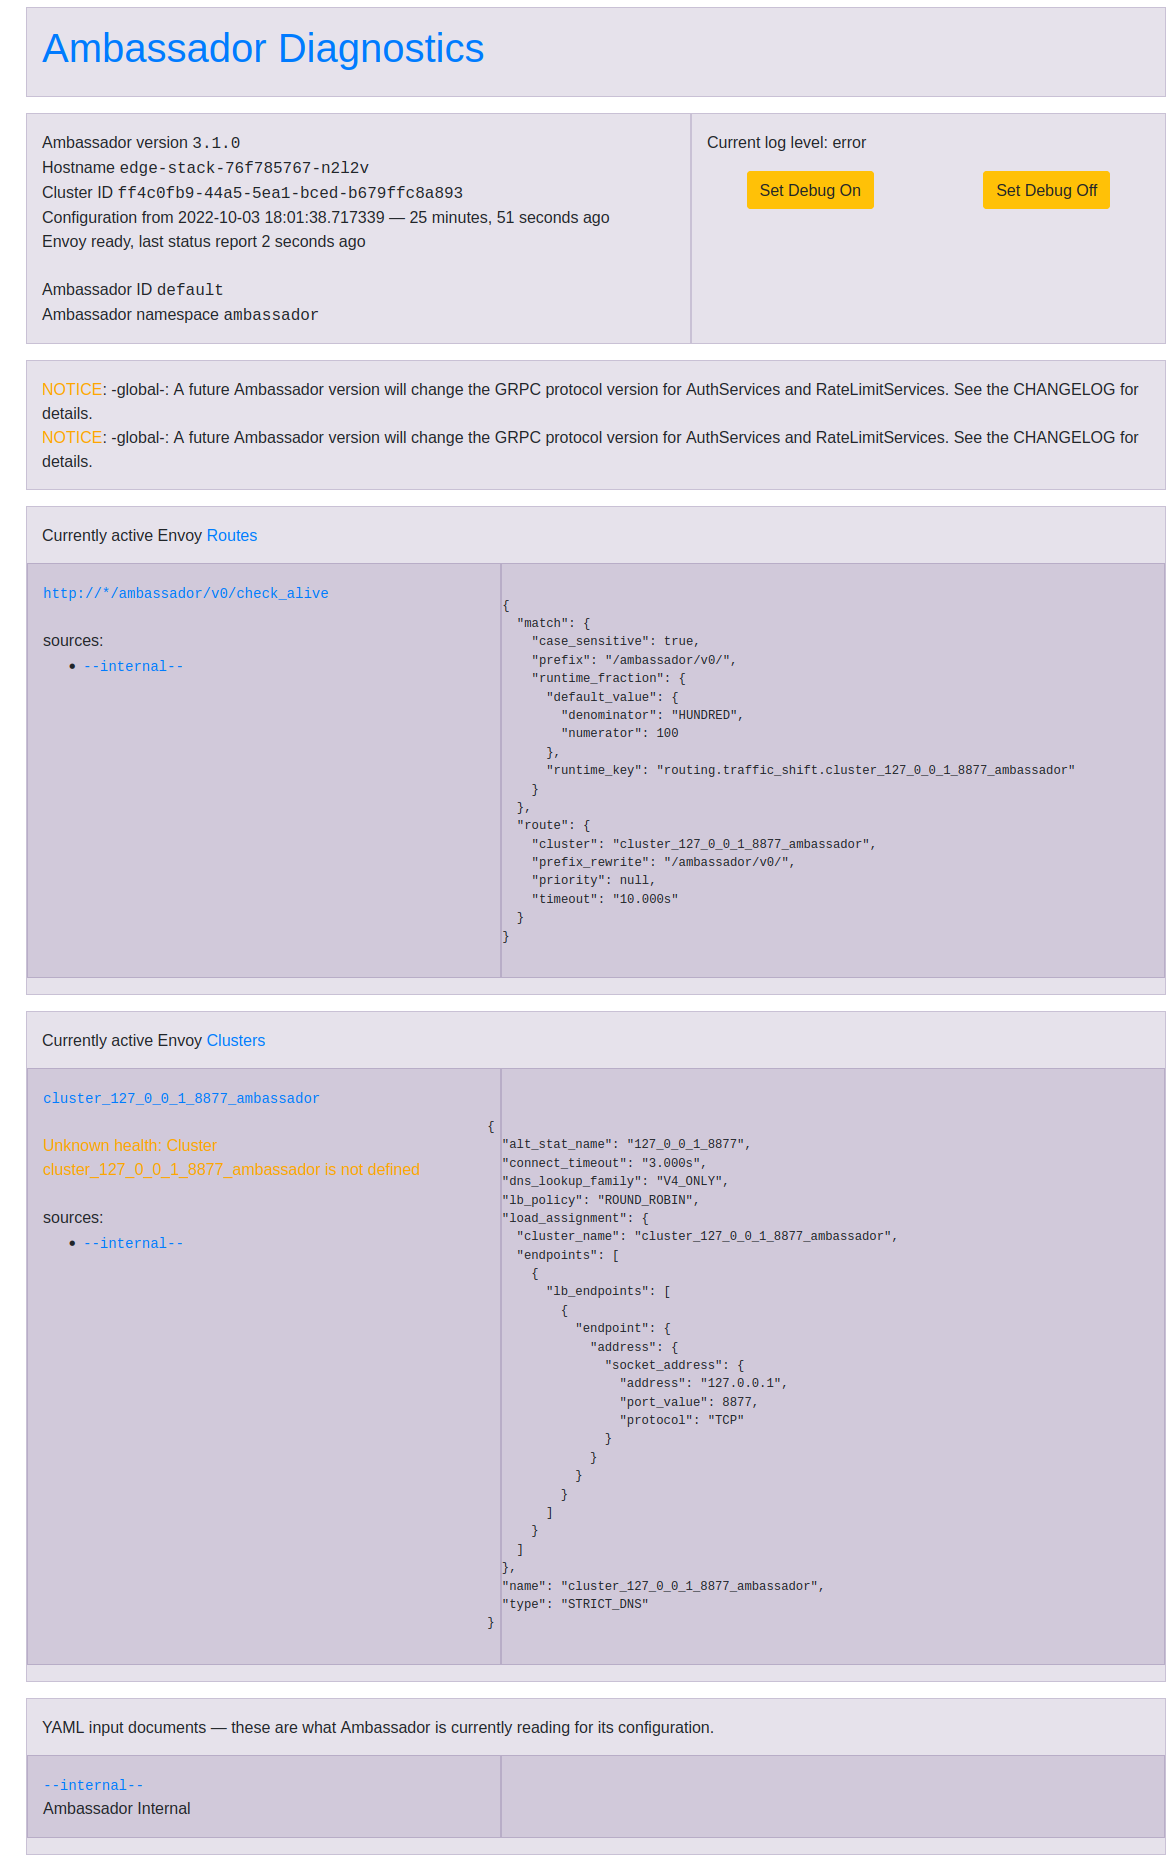 Ambassador Diagnostics
Ambassador version 3.1.0
Hostname edge-stack-76f785767-n2l2v
Cluster ID ff4c0fb9-44a5-5ea1-bced-b679ffc8a893
Configuration from 2022-10-03 18:01:38.717339 — 25 minutes, 51 seconds ago
Envoy ready, last status report 2 seconds ago
Ambassador ID default
Ambassador namespace ambassador
Current log level: error
Set Debug On
Set Debug Off
NOTICE: -global-: A future Ambassador version will change the GRPC protocol version for AuthServices and RateLimitServices. See the CHANGELOG for
details.
NOTICE: -global-: A future Ambassador version will change the GRPC protocol version for AuthServices and RateLimitServices. See the CHANGELOG for
details.
Currently active Envoy Routes
http://*/ambassador/v0/check_alive
sources:
• --internal--
{
  "match": {
    "case_sensitive": true,
    "prefix": "/ambassador/v0/",
    "runtime_fraction": {
      "default_value": {
        "denominator": "HUNDRED",
        "numerator": 100
      },
      "runtime_key": "routing.traffic_shift.cluster_127_0_0_1_8877_ambassador"
    }
  },
  "route": {
    "cluster": "cluster_127_0_0_1_8877_ambassador",
    "prefix_rewrite": "/ambassador/v0/",
    "priority": null,
    "timeout": "10.000s"
  }
}
Currently active Envoy Clusters
cluster_127_0_0_1_8877_ambassador
Unknown health: Cluster
cluster_127_0_0_1_8877_ambassador is not defined
sources:
• --internal--
{
  "alt_stat_name": "127_0_0_1_8877",
  "connect_timeout": "3.000s",
  "dns_lookup_family": "V4_ONLY",
  "lb_policy": "ROUND_ROBIN",
  "load_assignment": {
    "cluster_name": "cluster_127_0_0_1_8877_ambassador",
    "endpoints": [
      {
        "lb_endpoints": [
          {
            "endpoint": {
              "address": {
                "socket_address": {
                  "address": "127.0.0.1",
                  "port_value": 8877,
                  "protocol": "TCP"
                }
              }
            }
          }
        ]
      }
    ]
  },
  "name": "cluster_127_0_0_1_8877_ambassador",
  "type": "STRICT_DNS"
}
YAML input documents — these are what Ambassador is currently reading for its configuration.
--internal--
Ambassador Internal